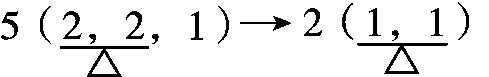 5 (2, 2, 1) → 2 (1, 1)
△ △